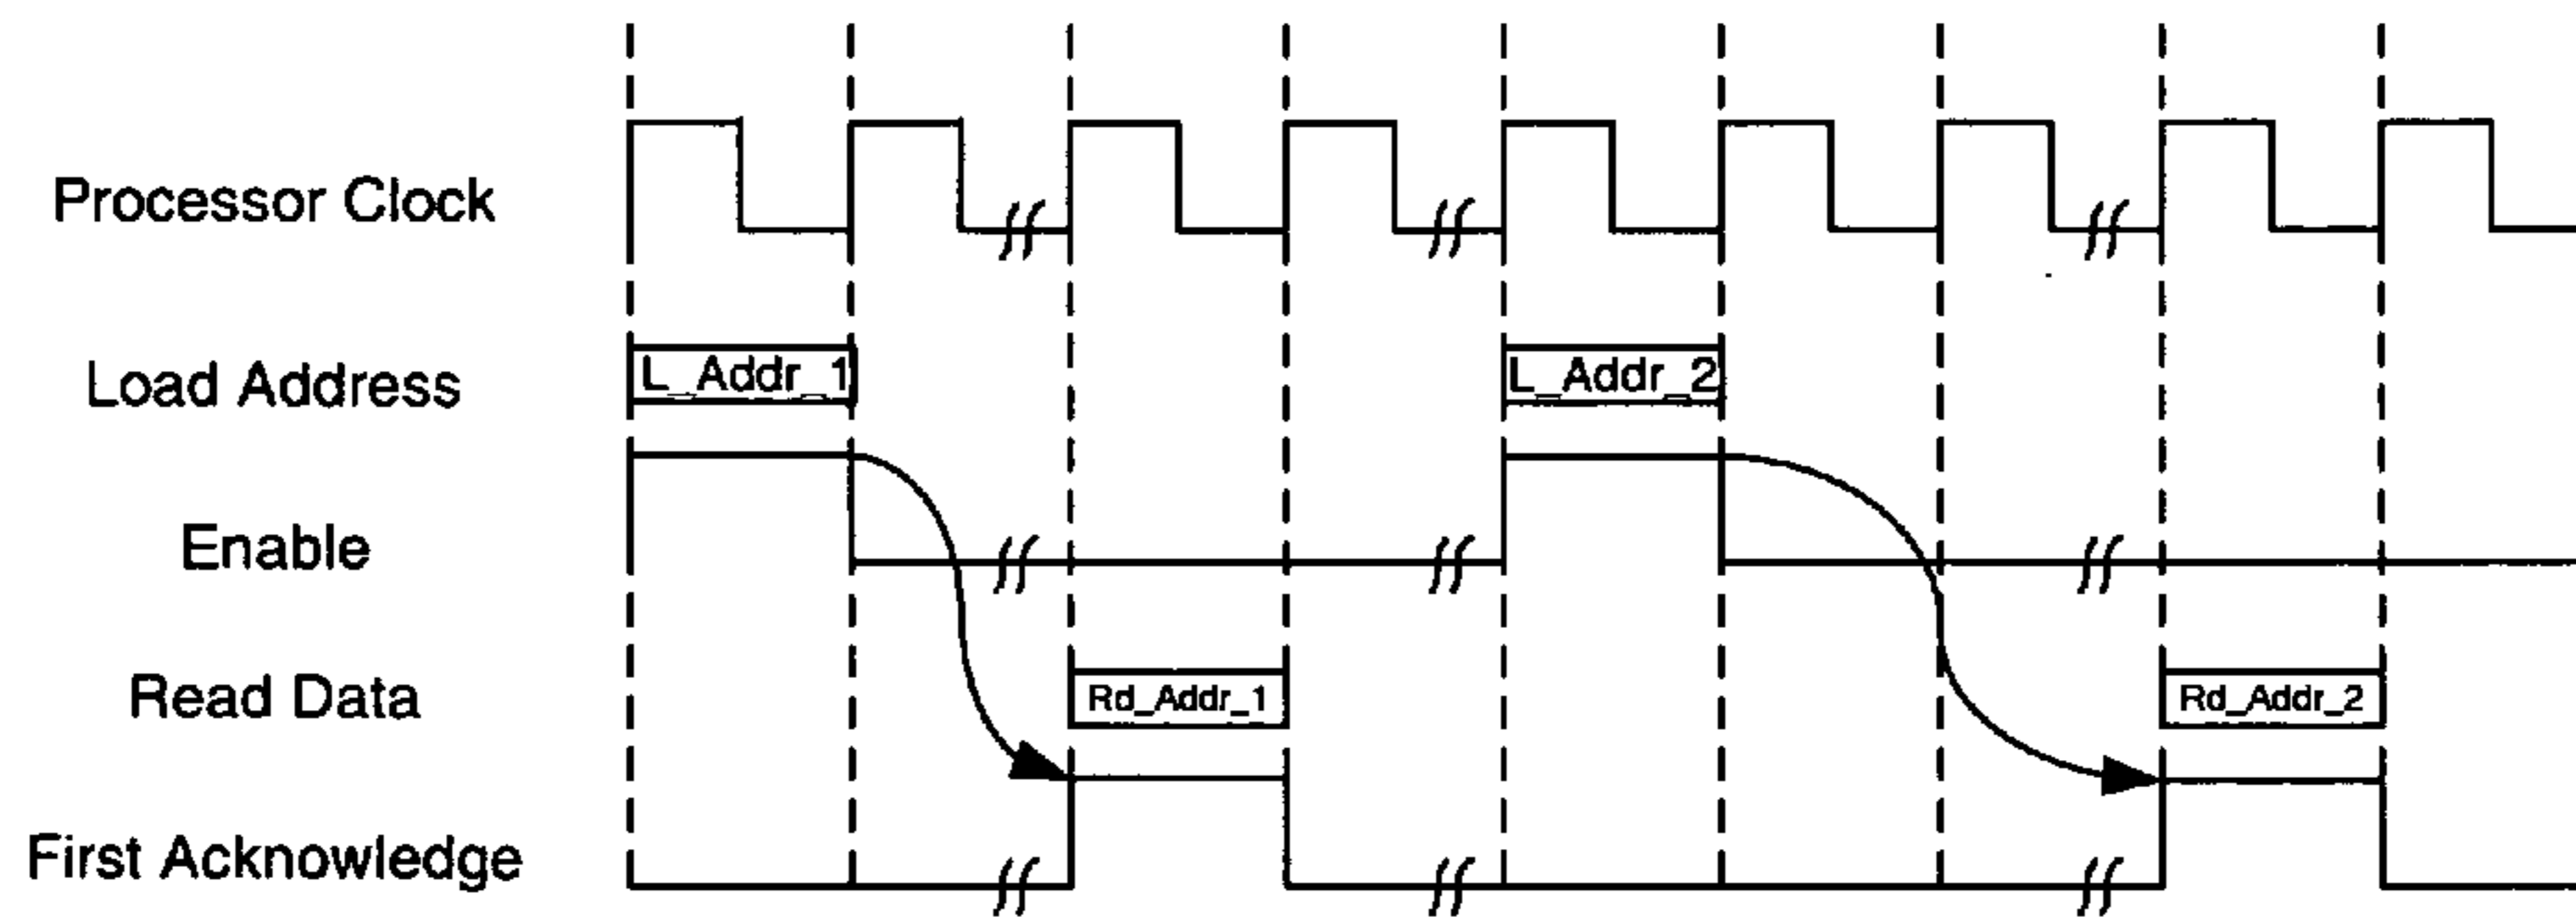 Processor Clock
Load Address
L_Addr_1
L_Addr_2
Enable
Read Data
Rd_Addr_1
Rd_Addr_2
First Acknowledge